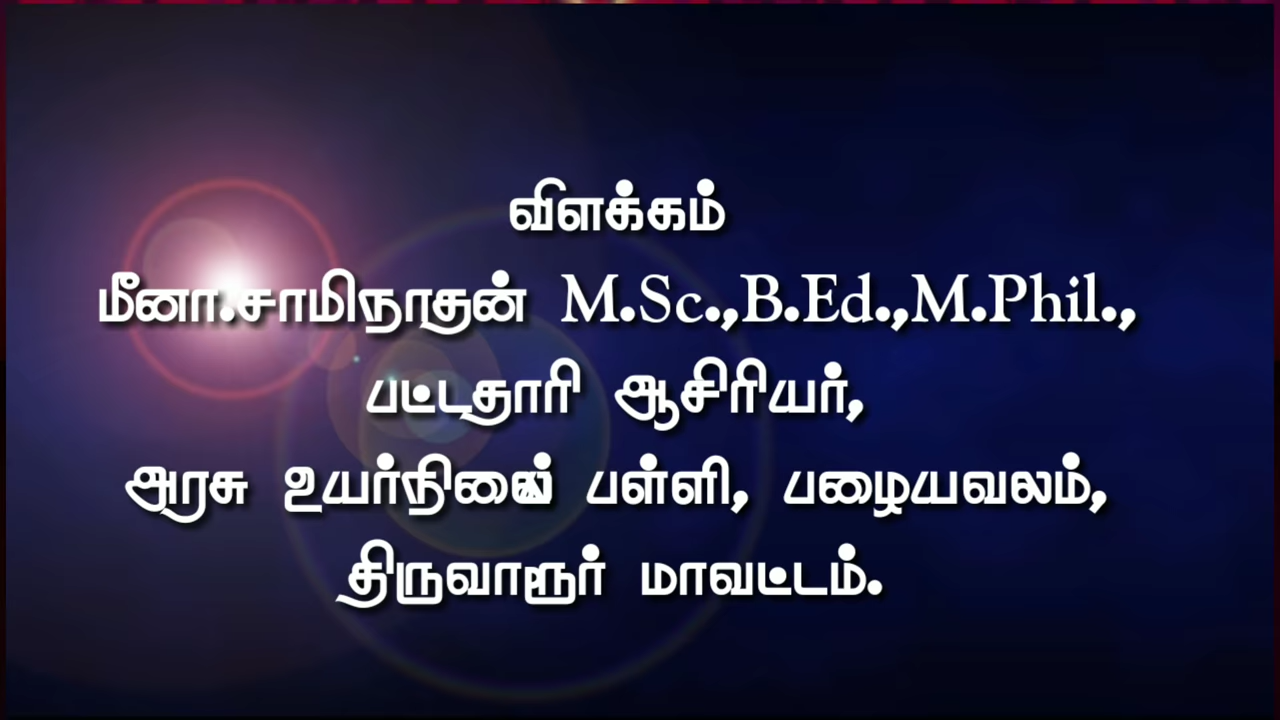 விளக்கம்
மீனா.சாமிநாதன் M.Sc.,B.Ed.,M.Phil.,
பட்டதாரி ஆசிரியர்,
அரசு உயர்நிலைப் பள்ளி, பழையவலம்,
திருவாரூர் மாவட்டம்.